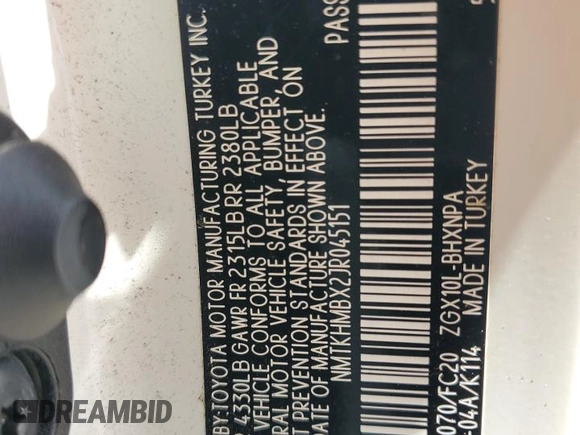 BY:TOYOTA MOTOR MANUFACTURING TURKEY INC.
4330LB GAWR FR 2315LB RR 2380LB
VEHICLE CONFORMS TO ALL APPLICABLE
RAL MOTOR VEHICLE SAFETY, BUMPER, AND
T PREVENTION STANDARDS IN EFFECT ON
OF MANUFACTURE SHOWN ABOVE.
NMTKHMBX2JR045151 PASS
070/FC20 ZGX10L-BHXNPA
-04A/K114 MADE IN TURKEY
DREAMBID